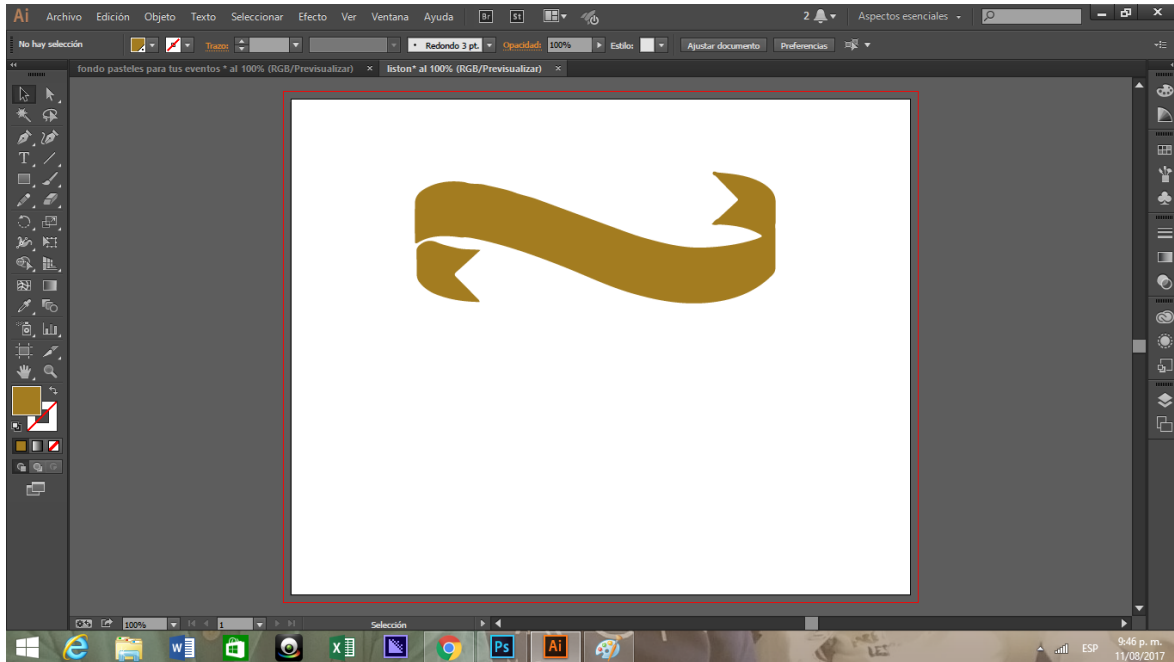 Ai Archivo Edición Objeto Texto Seleccionar Efecto Ver Ventana Ayuda Br St 2 Aspectos esenciales
No hay selección Trazo: Redondo 3 pt. Opacidad: 100% Estilo: Ajustar documento Preferencias
fondo pasteles para tus eventos * al 100% (RGB/Previsualizar) × liston* al 100% (RGB/Previsualizar) ×
100% 1 Selección
Ps Ai ESP 9:46 p. m.
11/08/2017